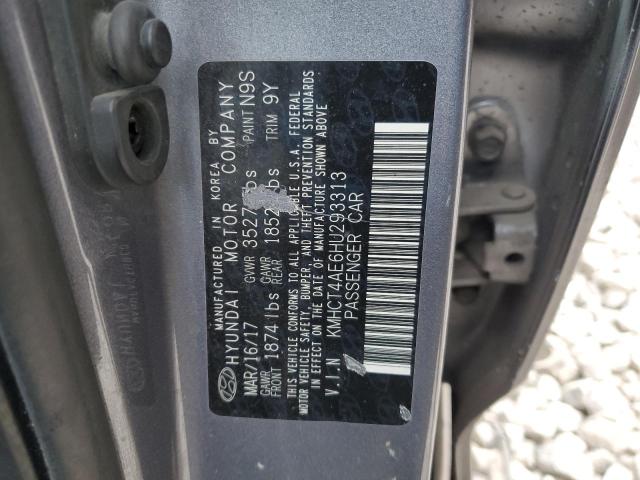 MANUFACTURED IN KOREA BY
HYUNDAI MOTOR COMPANY
MAR/16/17 GVWR 3527 lbs PAINT N9S
GAWR FRONT 1874 lbs GAWR REAR 1852 lbs TRIM 9Y
THIS VEHICLE CONFORMS TO ALL APPLICABLE U.S.A. FEDERAL
MOTOR VEHICLE SAFETY, BUMPER, AND THEFT PREVENTION STANDARDS
IN EFFECT ON THE DATE OF MANUFACTURE SHOWN ABOVE
V.I.N KMHCT4AE6HU293313
PASSENGER CAR